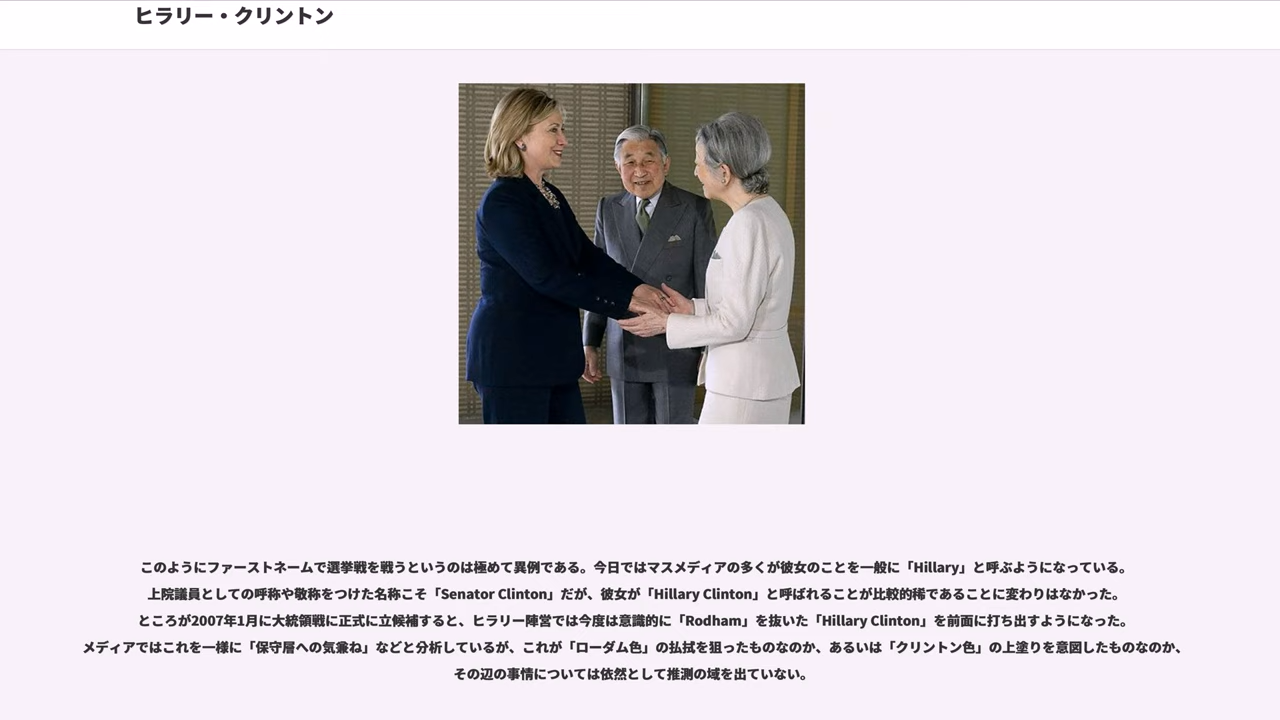 ヒラリー・クリントン
このようにファーストネームで選挙戦を戦うというのは極めて異例である。今日ではマスメディアの多くが彼女のことを一般に「Hillary」と呼ぶようになっている。
上院議員としての呼称や敬称をつけた名称こそ「Senator Clinton」だが、彼女が「Hillary Clinton」と呼ばれることが比較的稀であることに変わりはなかった。
ところが2007年1月に大統領戦に正式に立候補すると、ヒラリー陣営では今度は意識的に「Rodham」を抜いた「Hillary Clinton」を前面に打ち出すようになった。
メディアではこれを一様に「保守層への気兼ね」などと分析しているが、これが「ローダム色」の払拭を狙ったものなのか、あるいは「クリントン色」の上塗りを意図したものなのか、
その辺の事情については依然として推測の域を出ていない。